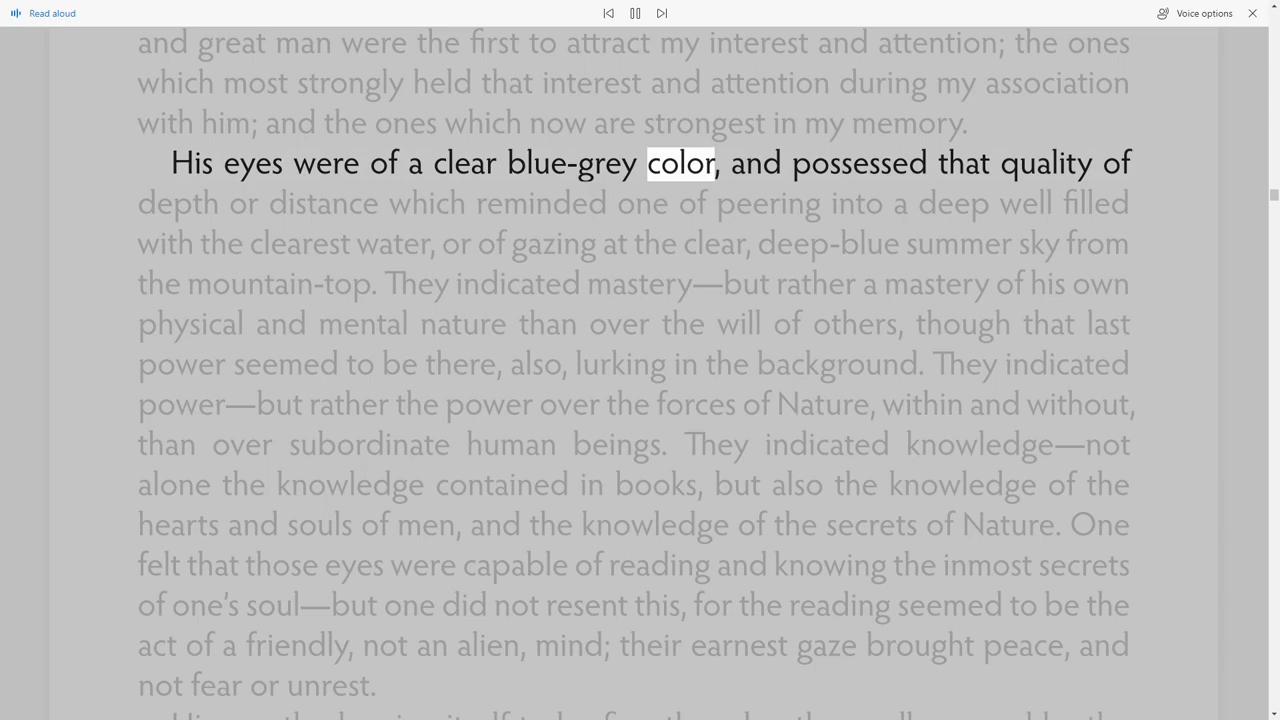 Read aloud
Voice options
and great man were the first to attract my interest and attention; the ones
which most strongly held that interest and attention during my association
with him; and the ones which now are strongest in my memory.
His eyes were of a clear blue-grey color, and possessed that quality of
depth or distance which reminded one of peering into a deep well filled
with the clearest water, or of gazing at the clear, deep-blue summer sky from
the mountain-top. They indicated mastery—but rather a mastery of his own
physical and mental nature than over the will of others, though that last
power seemed to be there, also, lurking in the background. They indicated
power—but rather the power over the forces of Nature, within and without,
than over subordinate human beings. They indicated knowledge—not
alone the knowledge contained in books, but also the knowledge of the
hearts and souls of men, and the knowledge of the secrets of Nature. One
felt that those eyes were capable of reading and knowing the inmost secrets
of one’s soul—but one did not resent this, for the reading seemed to be the
act of a friendly, not an alien, mind; their earnest gaze brought peace, and
not fear or unrest.